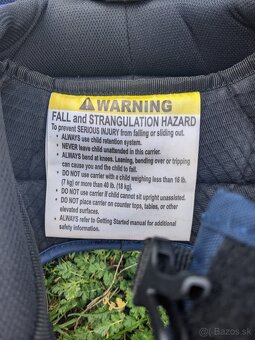 WARNING
FALL and STRANGULATION HAZARD
To prevent SERIOUS INJURY from falling or sliding out.
• ALWAYS use child retention system.
• NEVER leave child unattended in this carrier.
• ALWAYS bend at knees. Leaning, bending over or tripping
can cause you and the child to fall.
• DO NOT use carrier with a child weighing less than 16 lb.
(7 kg) or more than 40 lb. (18 kg).
• DO NOT use carrier if child cannot sit upright unassisted.
• DO NOT place carrier on counter tops, tables, or other
elevated surfaces.
• ALWAYS refer to Getting Started manual for additional
safety information.
© sk.bazos.sk